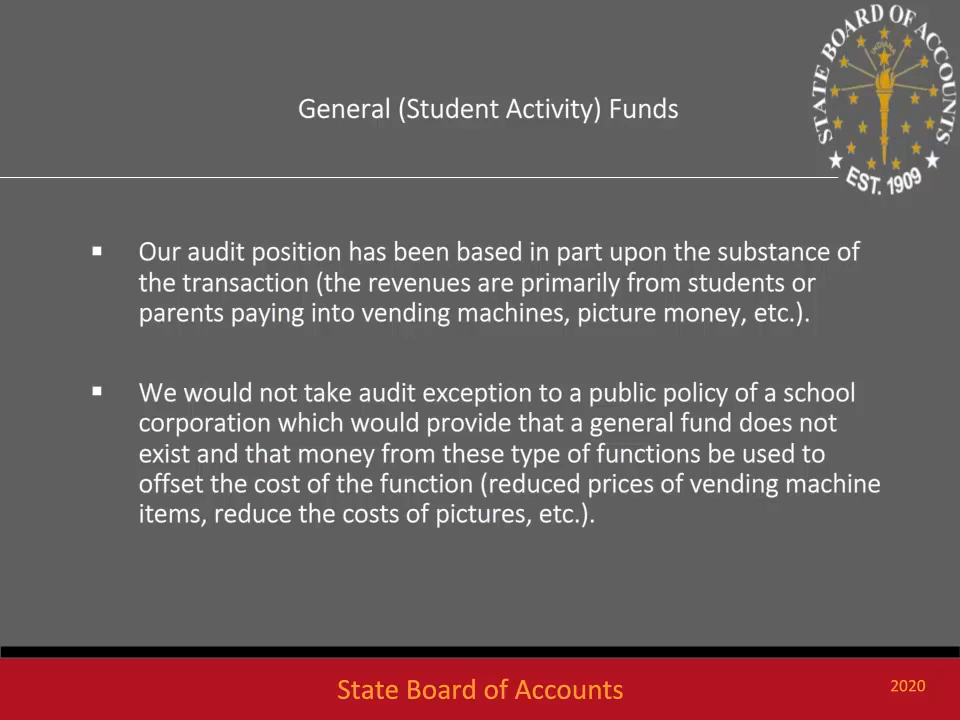 STATE BOARD OF ACCOUNTS
INDIANA
EST. 1909
General (Student Activity) Funds
▪ Our audit position has been based in part upon the substance of
the transaction (the revenues are primarily from students or
parents paying into vending machines, picture money, etc.).
▪ We would not take audit exception to a public policy of a school
corporation which would provide that a general fund does not
exist and that money from these type of functions be used to
offset the cost of the function (reduced prices of vending machine
items, reduce the costs of pictures, etc.).
State Board of Accounts
2020